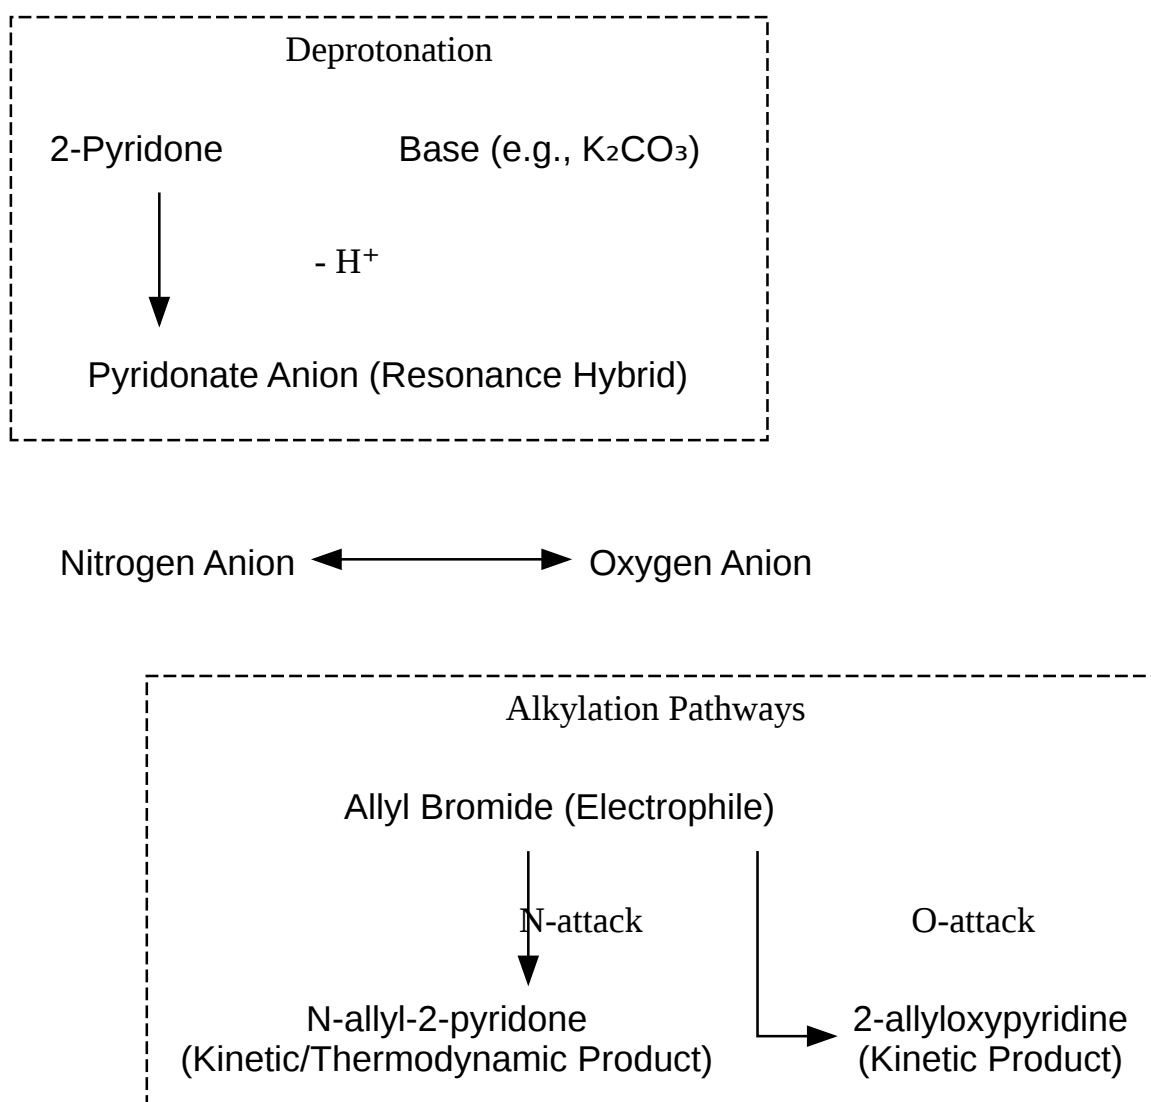 Deprotonation
2-Pyridone
Base (e.g., K₂CO₃)
- H⁺
Pyridonate Anion (Resonance Hybrid)
Nitrogen Anion
Oxygen Anion
Alkylation Pathways
Allyl Bromide (Electrophile)
N-attack
O-attack
N-allyl-2-pyridone
(Kinetic/Thermodynamic Product)
2-allyloxypyridine
(Kinetic Product)